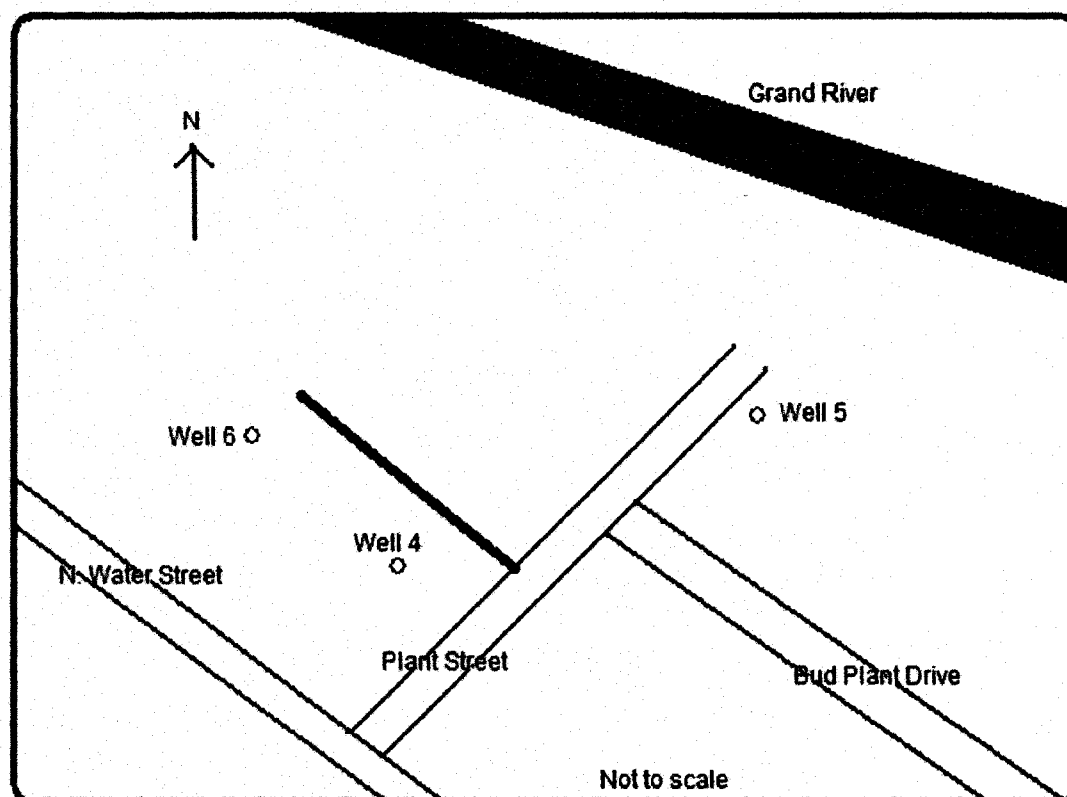 Grand River
N
Well 5
Well 6
Well 4
N. Water Street
Plant Street
Bud Plant Drive
Not to scale